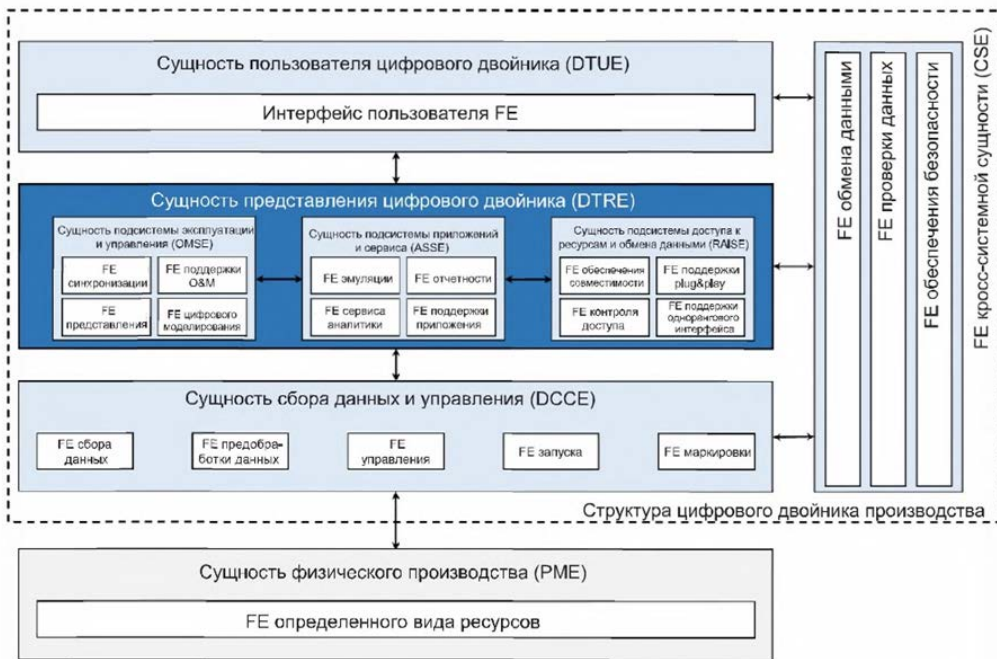 Сущность пользователя цифрового двойника (DTUE)
Интерфейс пользователя FE
Сущность представления цифрового двойника (DTRE)
Сущность подсистемы эксплуатации
и управления (OMSE)
FE
синхронизации
FE поддержки
O&M
FE
представления
FE цифрового
моделирования
Сущность подсистемы приложений
и сервиса (ASSE)
FE эмуляции
FE отчетности
FE сервиса
аналитики
FE поддержки
приложения
Сущность подсистемы доступа к
ресурсам и обмена данными (RAISE)
FE обеспечения
совместимости
FE поддержки
plug&play
FE контроля
доступа
FE поддержки
однорангового
интерфейса
Сущность сбора данных и управления (DCCE)
FE сбора
данных
FE предобра-
ботки данных
FE
управления
FE запуска
FE маркировки
FE обмена данными
FE проверки данных
FE обеспечения безопасности
FE кросс-системной сущности (CSE)
Структура цифрового двойника производства
Сущность физического производства (PME)
FE определенного вида ресурсов